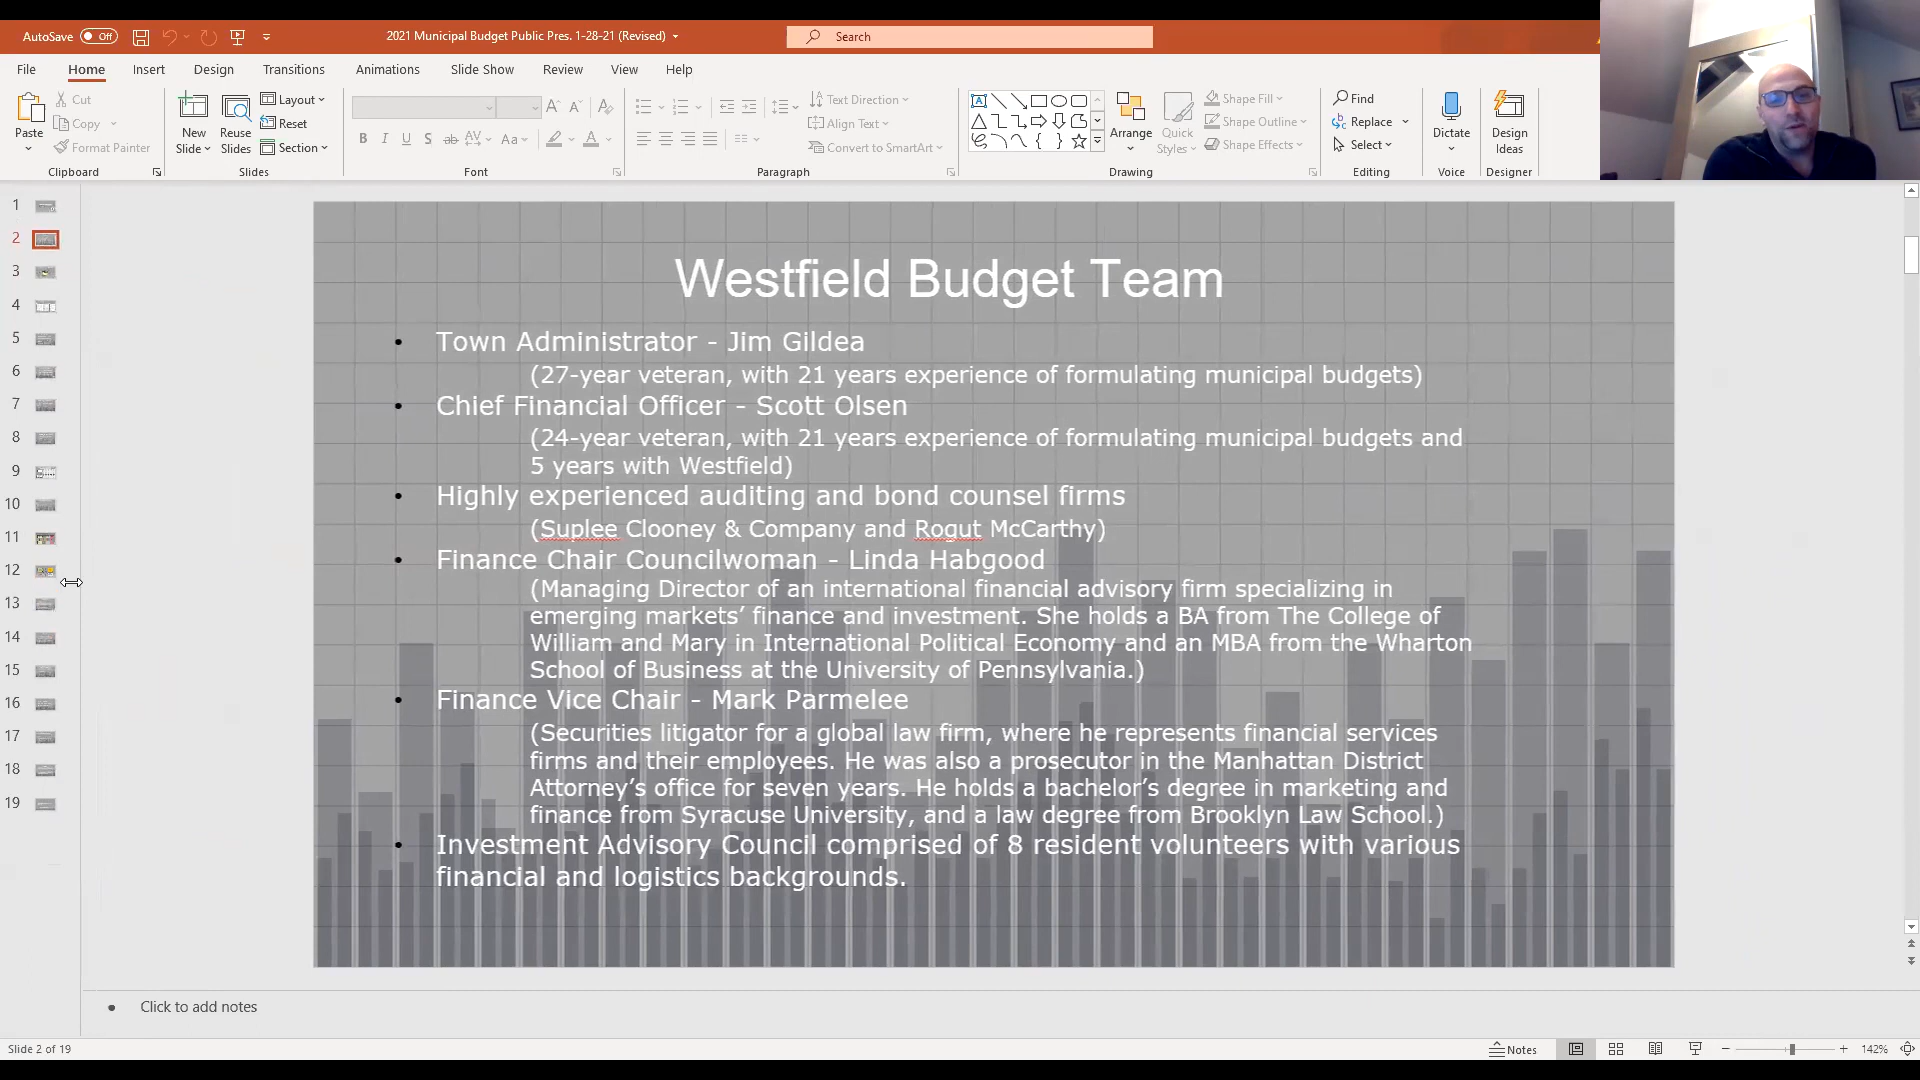 AutoSave Off
2021 Municipal Budget Public Pres. 1-28-21 (Revised)
Search
File Home Insert Design Transitions Animations Slide Show Review View Help
Paste
Cut
Copy
Format Painter
Clipboard
New Slide
Reuse Slides
Layout
Reset
Section
Slides
B I U S ab AV Aa A
Font
Text Direction
Align Text
Convert to SmartArt
Paragraph
Arrange
Quick Styles
Shape Fill
Shape Outline
Shape Effects
Drawing
Find
Replace
Select
Editing
Dictate
Voice
Design Ideas
Designer
1
2
3
4
5
6
7
8
9
10
11
12
13
14
15
16
17
18
19
Westfield Budget Team
• Town Administrator - Jim Gildea
(27-year veteran, with 21 years experience of formulating municipal budgets)
• Chief Financial Officer - Scott Olsen
(24-year veteran, with 21 years experience of formulating municipal budgets and
5 years with Westfield)
• Highly experienced auditing and bond counsel firms
(Suplee Clooney & Company and Rogut McCarthy)
• Finance Chair Councilwoman - Linda Habgood
(Managing Director of an international financial advisory firm specializing in
emerging markets’ finance and investment. She holds a BA from The College of
William and Mary in International Political Economy and an MBA from the Wharton
School of Business at the University of Pennsylvania.)
• Finance Vice Chair - Mark Parmelee
(Securities litigator for a global law firm, where he represents financial services
firms and their employees. He was also a prosecutor in the Manhattan District
Attorney’s office for seven years. He holds a bachelor’s degree in marketing and
finance from Syracuse University, and a law degree from Brooklyn Law School.)
• Investment Advisory Council comprised of 8 resident volunteers with various
financial and logistics backgrounds.
• Click to add notes
Slide 2 of 19
Notes
142%